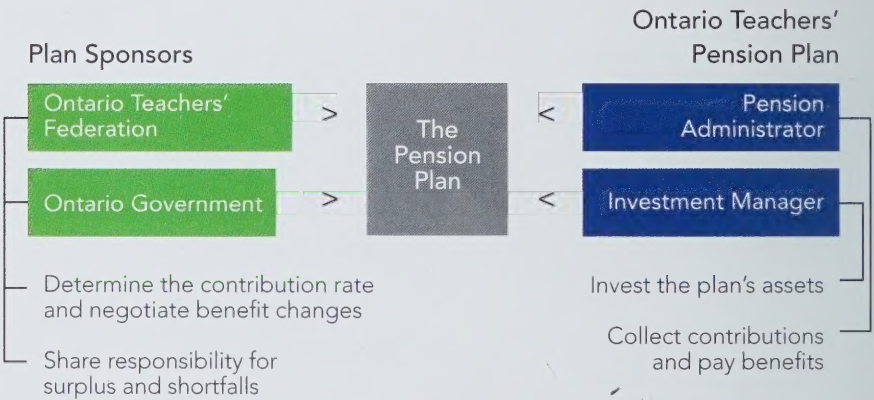 Plan Sponsors
Ontario Teachers'
Federation
>
Ontario Government
>
Determine the contribution rate
and negotiate benefit changes
Share responsibility for
surplus and shortfalls
The
Pension
Plan
Ontario Teachers'
Pension Plan
<
Pension
Administrator
<
Investment Manager
Invest the plan's assets
Collect contributions
and pay benefits